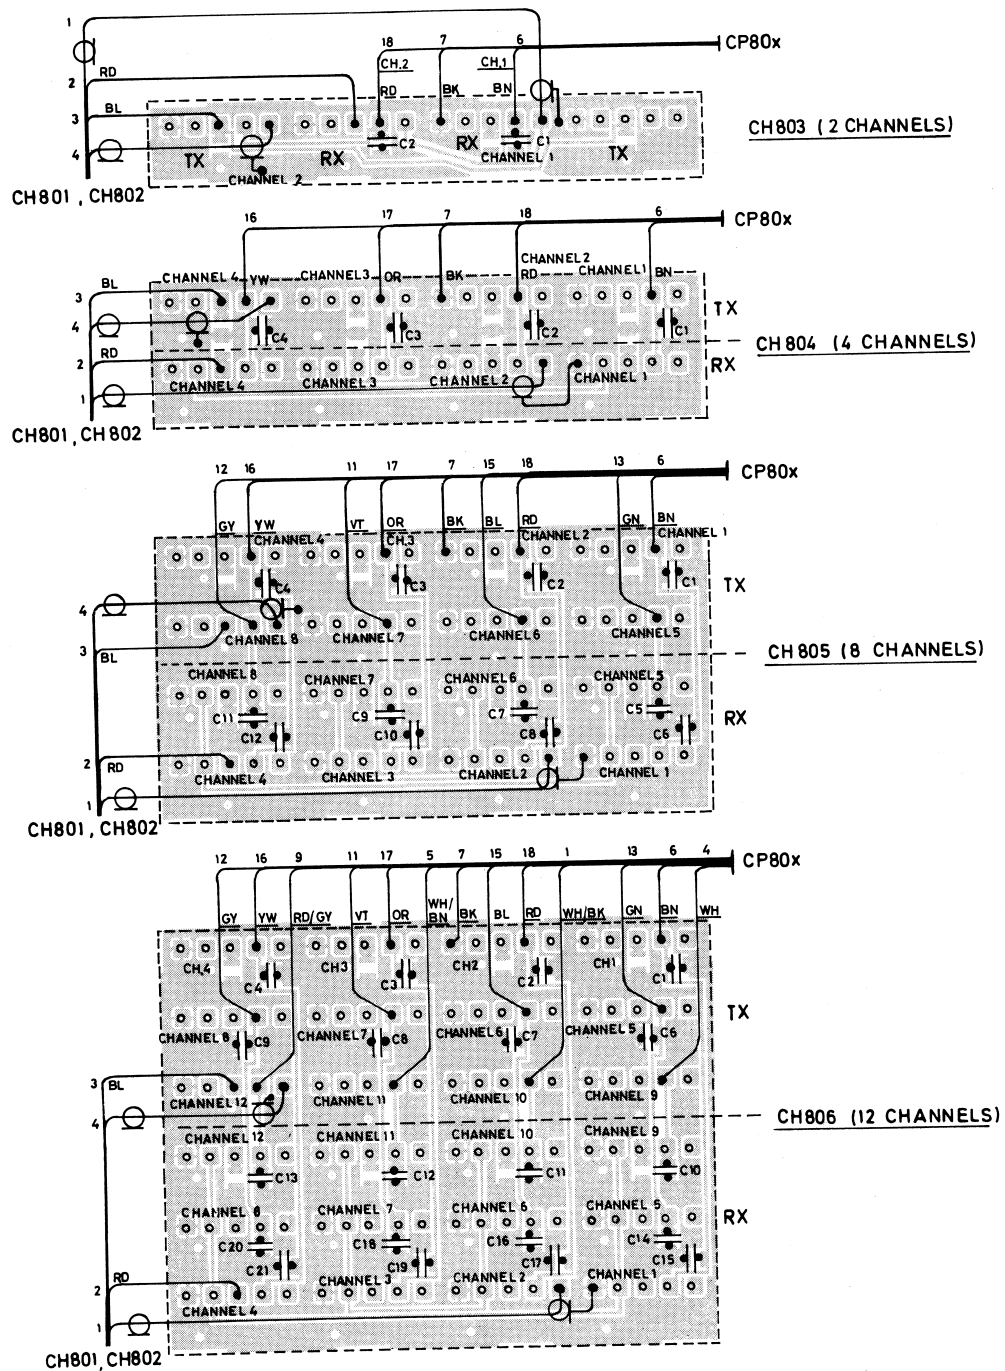 1
18 7 6 CP80x
CH.2 CH.1
2 RD RD BK BN
3 BL
CH803 (2 CHANNELS)
4 TX RX C2 RX C1 TX
CHANNEL 1
CHANNEL 2
CH801, CH802
16 17 7 18 6 CP80x
CHANNEL 4 YW CHANNEL 3 OR BK CHANNEL 2 RD CHANNEL 1 BN
BL
3
TX
4 C4 C3 C2 C1
CH804 (4 CHANNELS)
2 RD RX
CHANNEL 4 CHANNEL 3 CHANNEL 2 CHANNEL 1
1
CH801, CH802
12 16 11 17 7 15 18 13 6 CP80x
GY YW VT OR BK BL RD GN BN
CHANNEL 4 CH.3 CHANNEL 2 CHANNEL 1
C4 C3 C2 C1 TX
4
CHANNEL 8 CHANNEL 7 CHANNEL 6 CHANNEL 5
3 BL
CH805 (8 CHANNELS)
CHANNEL 8 CHANNEL 7 CHANNEL 6 CHANNEL 5
C11 C9 C7 C5 RX
C12 C10 C8 C6
2 RD
CHANNEL 4 CHANNEL 3 CHANNEL 2 CHANNEL 1
1
CH801, CH802
12 16 9 11 17 5 7 15 18 1 13 6 4 CP80x
GY YW RD/GY VT OR WH/BN BK BL RD WH/BK GN BN WH
CH.4 CH3 CH2 CH1
C4 C3 C2 C1
TX
CHANNEL 8 C9 CHANNEL 7 C8 CHANNEL 6 C7 CHANNEL 5 C6
3 BL
CHANNEL 12 CHANNEL 11 CHANNEL 10 CHANNEL 9
4
CH806 (12 CHANNELS)
CHANNEL 12 CHANNEL 11 CHANNEL 10 CHANNEL 9
C13 C12 C11 C10
CHANNEL 8 CHANNEL 7 CHANNEL 6 CHANNEL 5
RX
C20 C18 C16 C14
C21 C19 C17 C15
2 RD
CHANNEL 4 CHANNEL 3 CHANNEL 2 CHANNEL 1
1
CH801, CH802